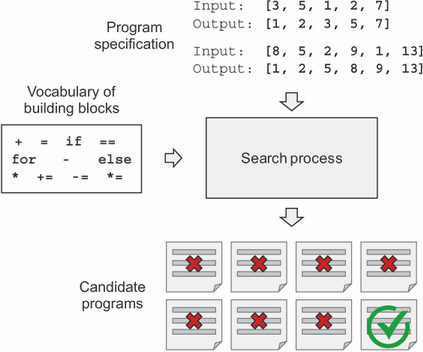 Program
specification
Input: [3, 5, 1, 2, 7]
Output: [1, 2, 3, 5, 7]
Input: [8, 5, 2, 9, 1, 13]
Output: [1, 2, 5, 8, 9, 13]
Vocabulary of
building blocks
+ = if ==
for - else
* += -= *=
Search process
Candidate
programs